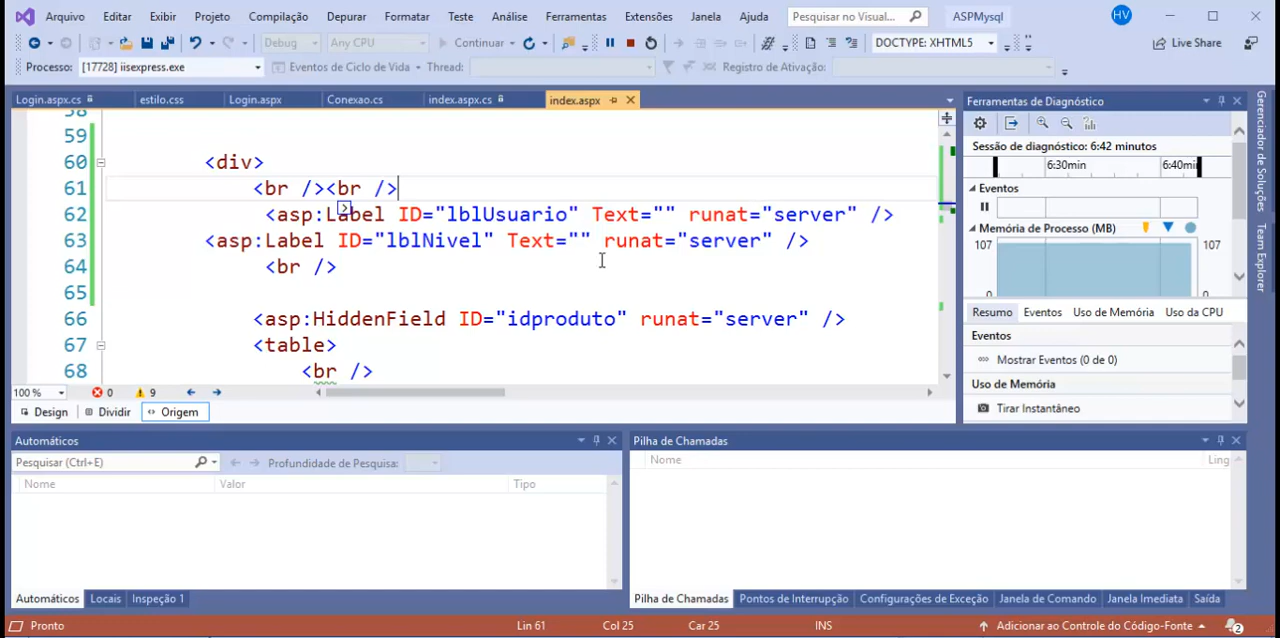 Arquivo Editar Exibir Projeto Compilação Depurar Formatar Teste Análise Ferramentas Extensões Janela Ajuda Pesquisar no Visual... ASPMysql HV
Debug Any CPU Continuar DOCTYPE: XHTML5 Live Share
Processo: [17728] iisexpress.exe Eventos de Ciclo de Vida Thread: Registro de Ativação:
Login.aspx.cs estilo.css Login.aspx Conexao.cs index.aspx.cs index.aspx
58
59
60 <div>
61 <br /><br />
62 <asp:Label ID="lblUsuario" Text="" runat="server" />
63 <asp:Label ID="lblNivel" Text="" runat="server" />
64 <br />
65
66 <asp:HiddenField ID="idproduto" runat="server" />
67 <table>
68 <br />
100 % 0 9
Design Dividir Origem
Ferramentas de Diagnóstico
Sessão de diagnóstico: 6:42 minutos
6:30min 6:40mi
Eventos
Memória de Processo (MB)
107 107
0 0
Resumo Eventos Uso de Memória Uso da CPU
Eventos
Mostrar Eventos (0 de 0)
Uso de Memória
Tirar Instantâneo
Gerenciador de Soluções
Team Explorer
Automáticos
Pesquisar (Ctrl+E) Profundidade de Pesquisa:
Nome Valor Tipo
Automáticos Locais Inspeção 1
Pilha de Chamadas
Nome Ling
Pilha de Chamadas Pontos de Interrupção Configurações de Exceção Janela de Comando Janela Imediata Saída
Pronto Lin 61 Col 25 Car 25 INS Adicionar ao Controle do Código-Fonte 2